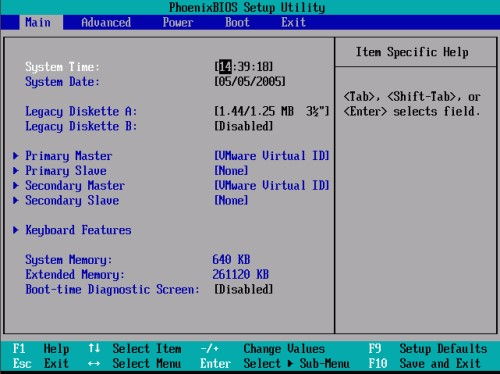 PhoenixBIOS Setup Utility
Main Advanced Power Boot Exit
Item Specific Help
System Time: [14:39:18]
System Date: [05/05/2005]
<Tab>, <Shift-Tab>, or
<Enter> selects field.
Legacy Diskette A: [1.44/1.25 MB 3½"]
Legacy Diskette B: [Disabled]
▶ Primary Master [VMware Virtual ID]
▶ Primary Slave [None]
▶ Secondary Master [VMware Virtual ID]
▶ Secondary Slave [None]
▶ Keyboard Features
System Memory: 640 KB
Extended Memory: 261120 KB
Boot-time Diagnostic Screen: [Disabled]
F1 Help ↑↓ Select Item -/+ Change Values F9 Setup Defaults
Esc Exit ↔ Select Menu Enter Select ▶ Sub-Menu F10 Save and Exit